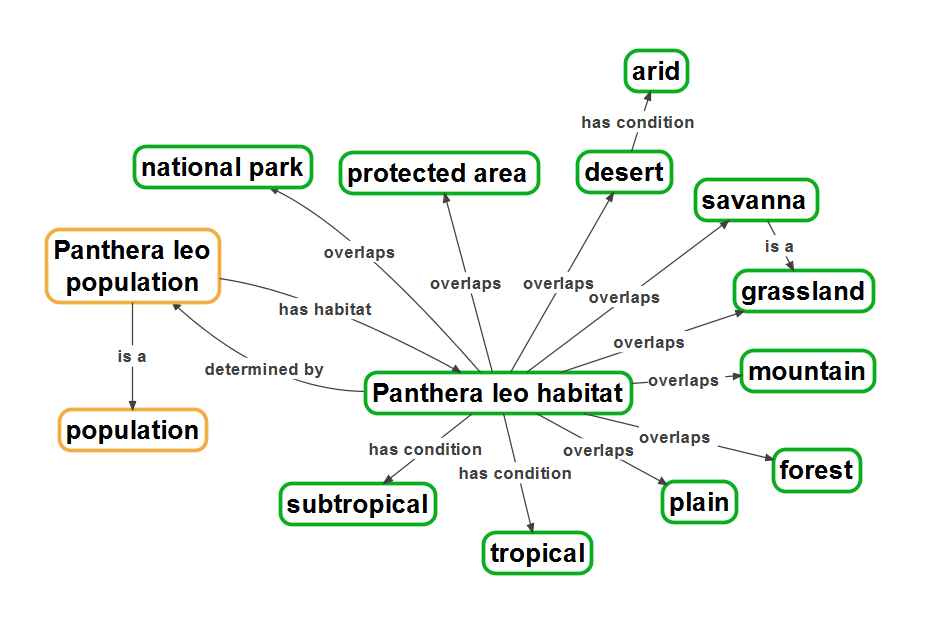 arid
has condition
national park
protected area
desert
savanna
Panthera leo
population
overlaps
is a
overlaps
overlaps
overlaps
grassland
has habitat
overlaps
is a
determined by
mountain
overlaps
Panthera leo habitat
population
overlaps
has condition
overlaps
has condition
forest
subtropical
plain
tropical